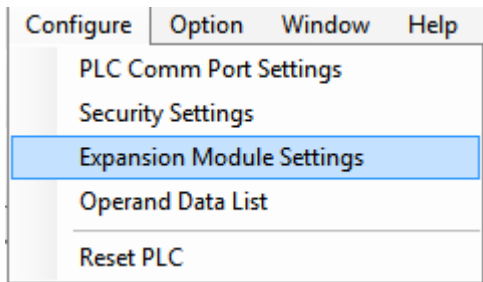 Configure Option Window Help
PLC Comm Port Settings
Security Settings
Expansion Module Settings
Operand Data List
Reset PLC